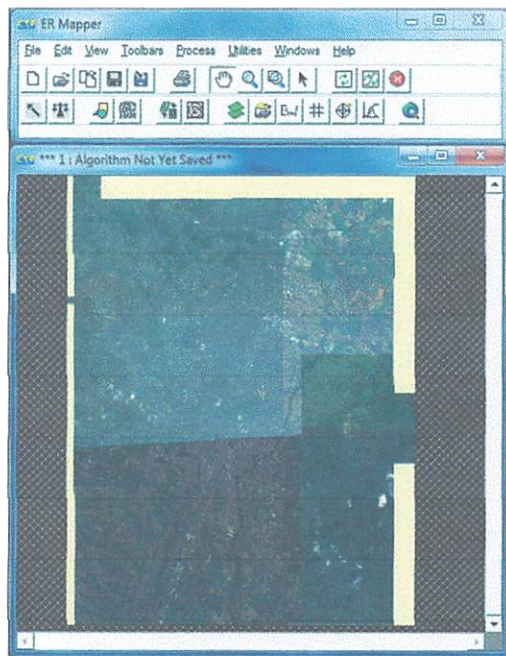 ER Mapper
File Edit View Toolbars Process Utilities Windows Help
*** 1 : Algorithm Not Yet Saved ***